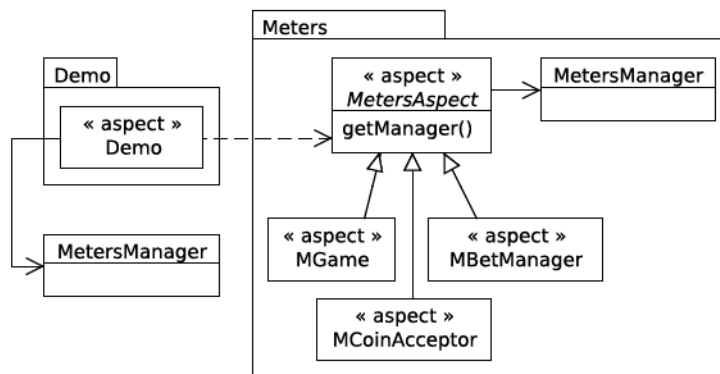 Meters
Demo
« aspect »
Demo
« aspect »
MetersAspect
getManager()
MetersManager
MetersManager
« aspect »
MGame
« aspect »
MBetManager
« aspect »
MCoinAcceptor